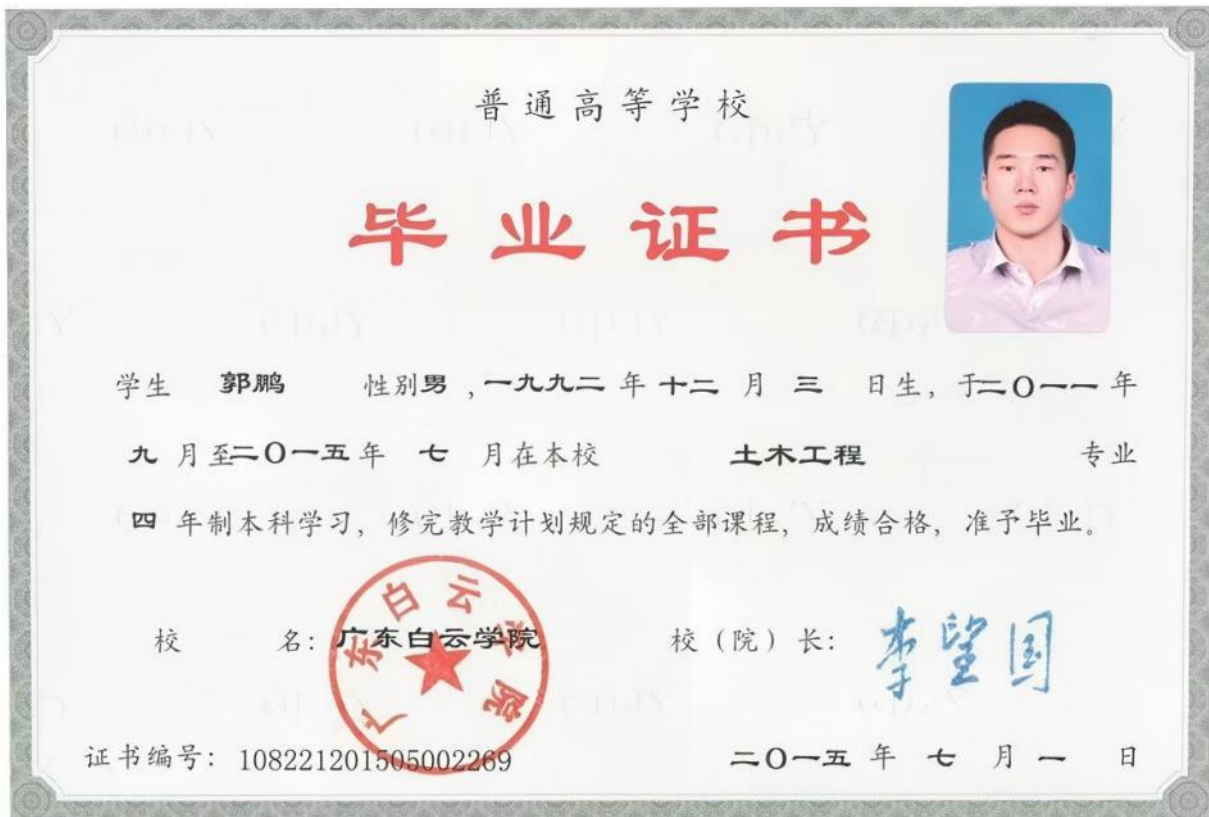 普通高等学校
毕业证书
学生 郭鹏 性别男,一九九二年十二月三日生,于二〇一一年
九月至二〇一五年七月在本校 土木工程 专业
四年制本科学习,修完教学计划规定的全部课程,成绩合格,准予毕业。
校名:广东白云学院 校(院)长:李望国
广东白云学院
证书编号:108221201505002269 二〇一五年七月一日